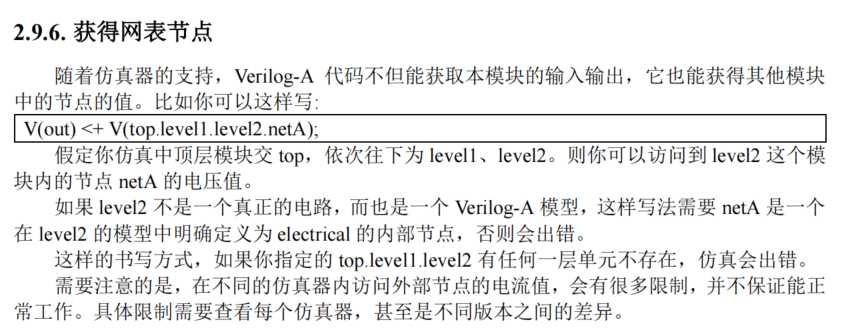 2.9.6. 获得网表节点
随着仿真器的支持，Verilog-A 代码不但能获取本模块的输入输出，它也能获得其他模块
中的节点的值。比如你可以这样写:
V(out) <+ V(top.level1.level2.netA);
假定你仿真中顶层模块交 top，依次往下为 level1、level2。则你可以访问到 level2 这个模
块内的节点 netA 的电压值。
如果 level2 不是一个真正的电路，而也是一个 Verilog-A 模型，这样写法需要 netA 是一个
在 level2 的模型中明确定义为 electrical 的内部节点，否则会出错。
这样的书写方式，如果你指定的 top.level1.level2 有任何一层单元不存在，仿真会出错。
需要注意的是，在不同的仿真器内访问外部节点的电流值，会有很多限制，并不保证能正
常工作。具体限制需要查看每个仿真器，甚至是不同版本之间的差异。